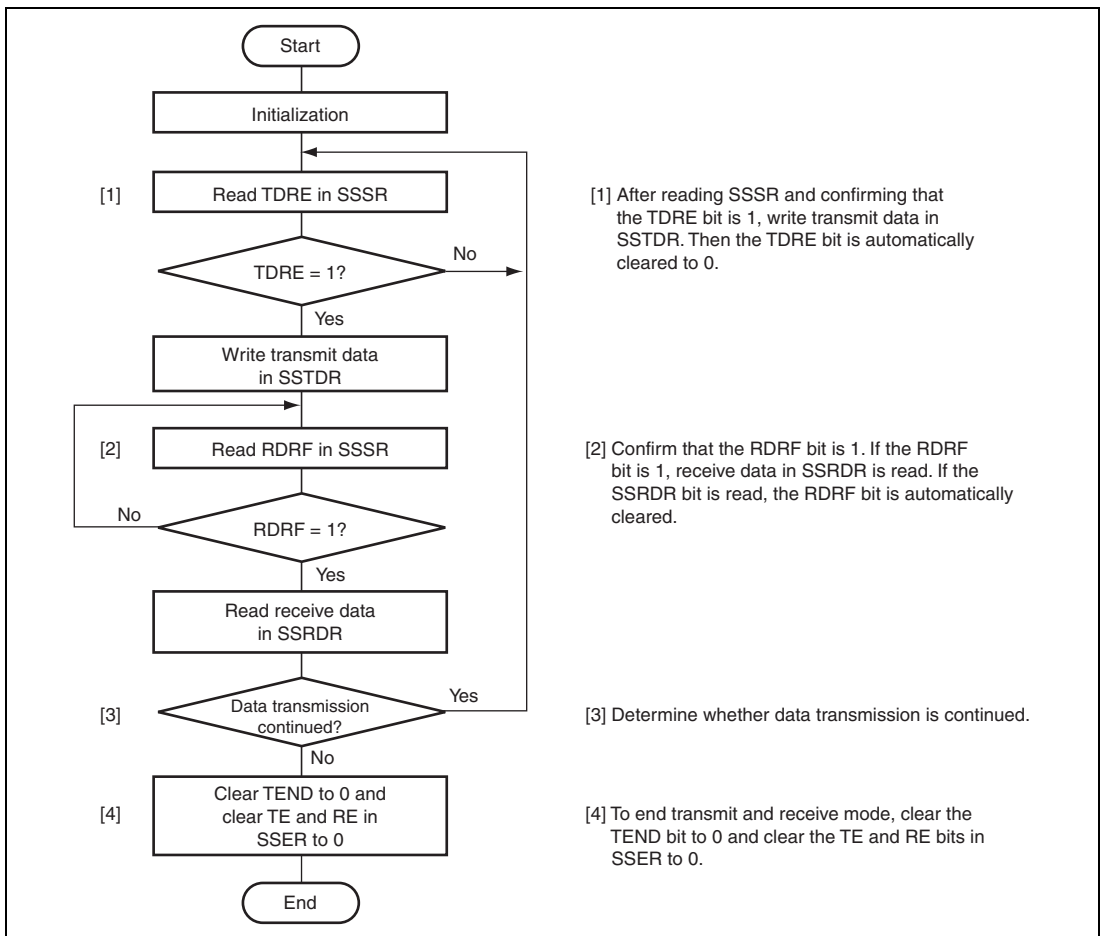 Start
Initialization
[1]
Read TDRE in SSSR
[1] After reading SSSR and confirming that
the TDRE bit is 1, write transmit data in
SSTDR. Then the TDRE bit is automatically
cleared to 0.
TDRE = 1?
No
Yes
Write transmit data
in SSTDR
[2]
Read RDRF in SSSR
[2] Confirm that the RDRF bit is 1. If the RDRF
bit is 1, receive data in SSRDR is read. If the
SSRDR bit is read, the RDRF bit is automatically
cleared.
No
RDRF = 1?
Yes
Read receive data
in SSRDR
[3]
Data transmission
continued?
Yes
[3] Determine whether data transmission is continued.
No
[4]
Clear TEND to 0 and
clear TE and RE in
SSER to 0
[4] To end transmit and receive mode, clear the
TEND bit to 0 and clear the TE and RE bits in
SSER to 0.
End